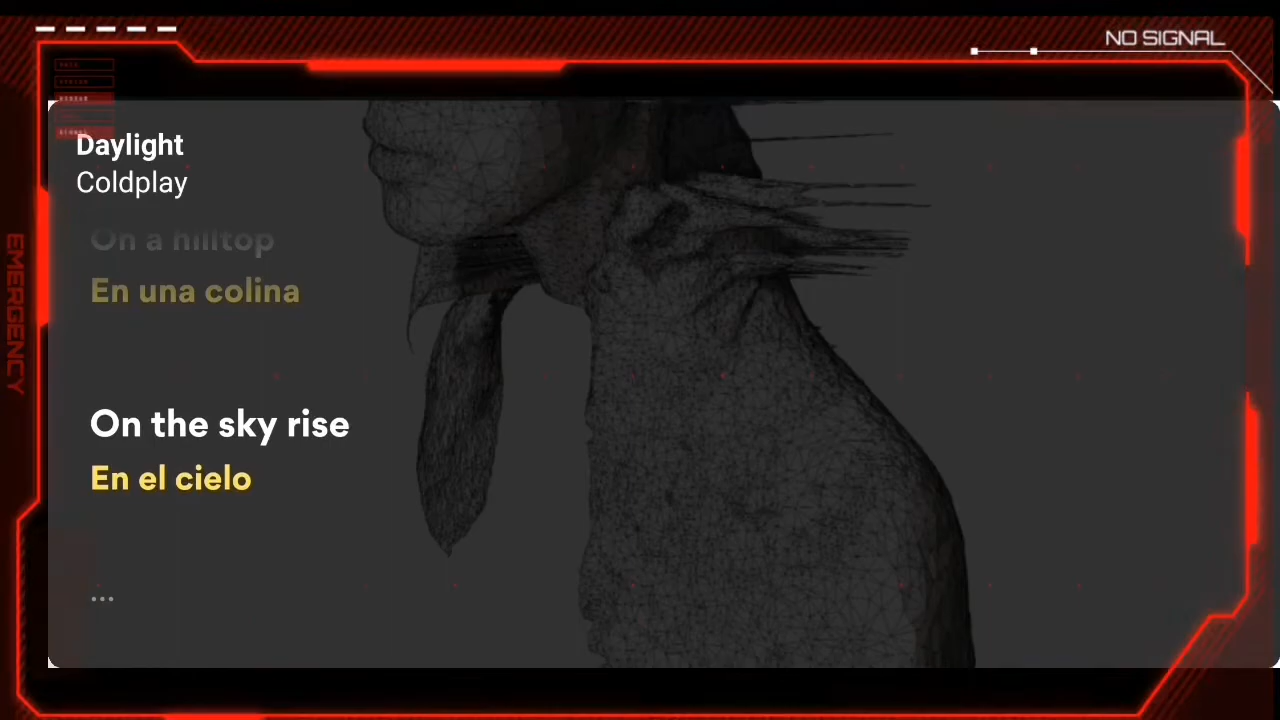 NO SIGNAL
Daylight
Coldplay
On a hilltop
En una colina
On the sky rise
En el cielo
...
EMERGENCY